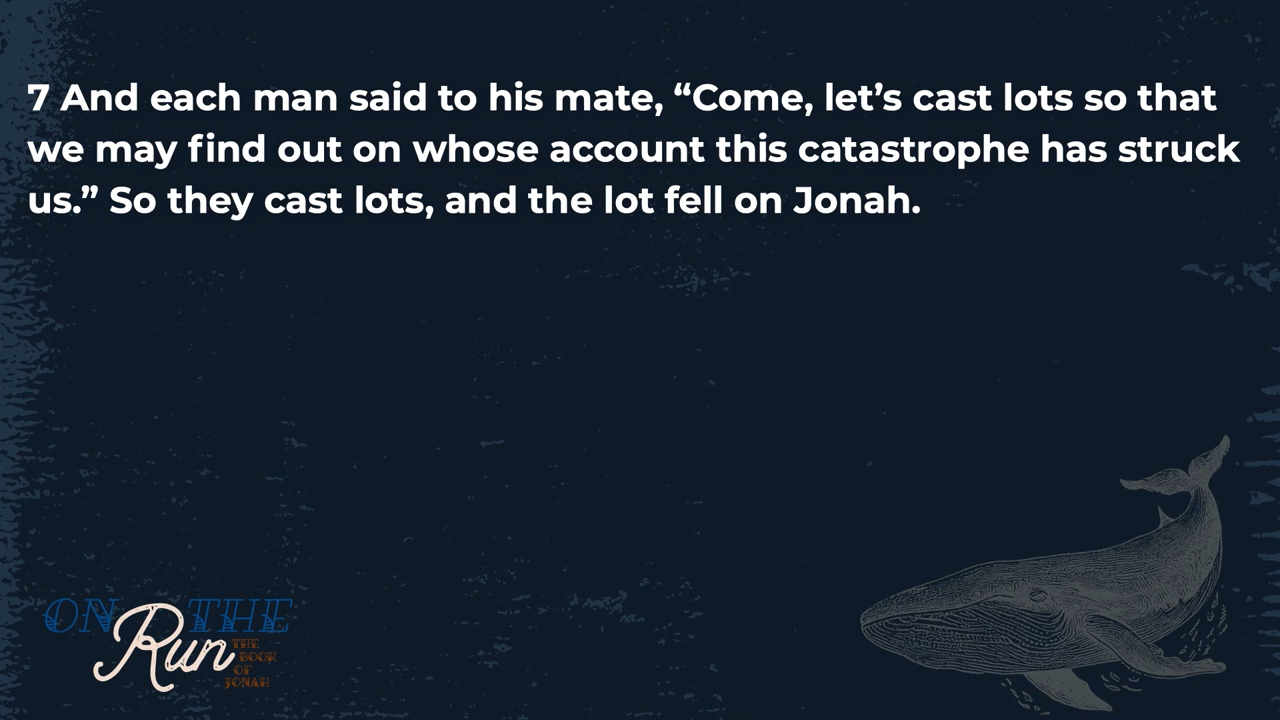 7 And each man said to his mate, “Come, let’s cast lots so that
we may find out on whose account this catastrophe has struck
us.” So they cast lots, and the lot fell on Jonah.
ON THE
Run
THE
BOOK
OF
JONAH